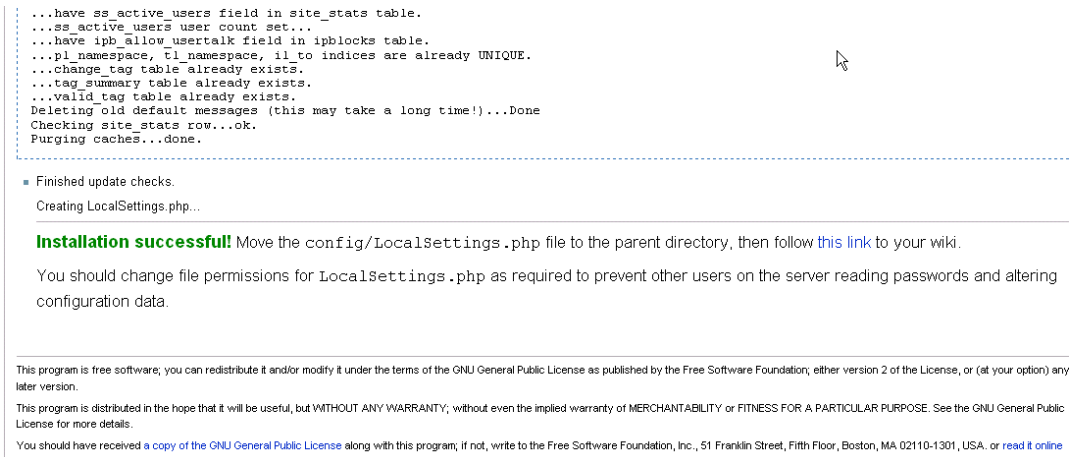 ...have ss_active_users field in site_stats table.
...ss_active_users user count set...
...have ipb_allow_usertalk field in ipblocks table.
...pl_namespace, tl_namespace, il_to indices are already UNIQUE.
...change_tag table already exists.
...tag_summary table already exists.
...valid_tag table already exists.
Deleting old default messages (this may take a long time!)...Done
Checking site_stats row...ok.
Purging caches...done.
Finished update checks.
Creating LocalSettings.php...
Installation successful! Move the config/LocalSettings.php file to the parent directory, then follow this link to your wiki.
You should change file permissions for LocalSettings.php as required to prevent other users on the server reading passwords and altering
configuration data.
This program is free software; you can redistribute it and/or modify it under the terms of the GNU General Public License as published by the Free Software Foundation; either version 2 of the License, or (at your option) any
later version.
This program is distributed in the hope that it will be useful, but WITHOUT ANY WARRANTY; without even the implied warranty of MERCHANTABILITY or FITNESS FOR A PARTICULAR PURPOSE. See the GNU General Public
License for more details.
You should have received a copy of the GNU General Public License along with this program; if not, write to the Free Software Foundation, Inc., 51 Franklin Street, Fifth Floor, Boston, MA 02110-1301, USA. or read it online